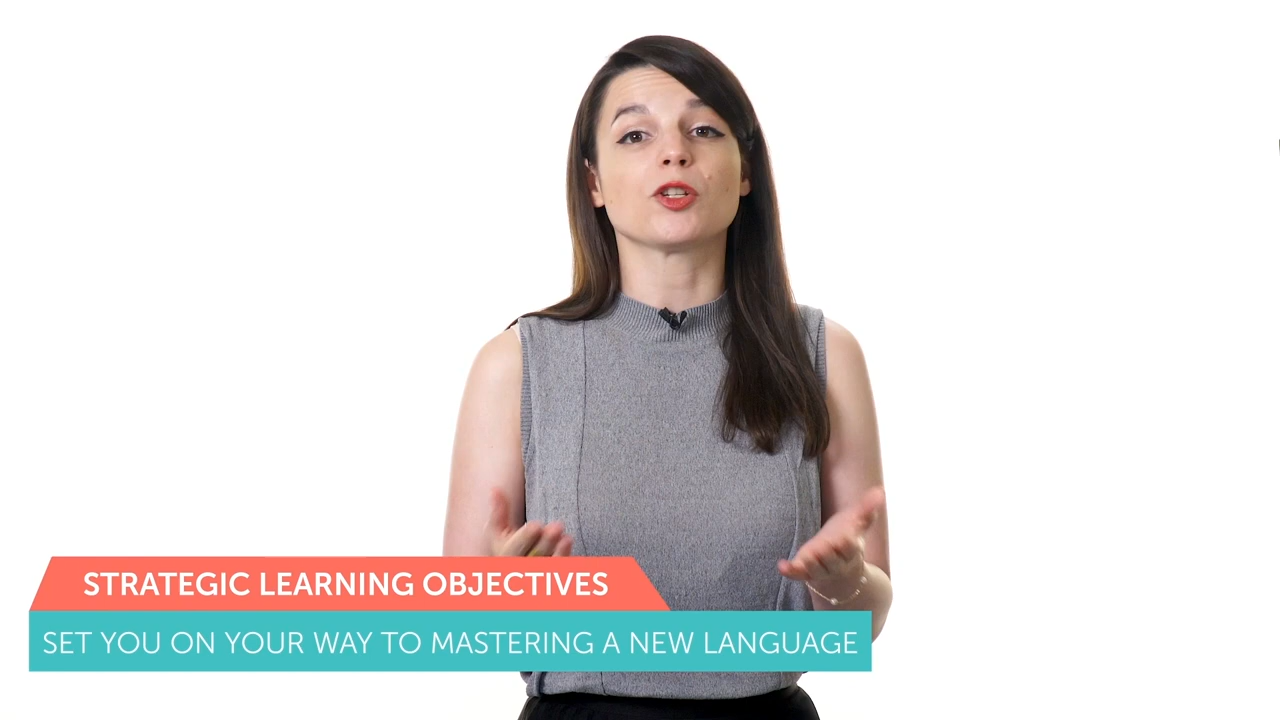 STRATEGIC LEARNING OBJECTIVES
SET YOU ON YOUR WAY TO MASTERING A NEW LANGUAGE